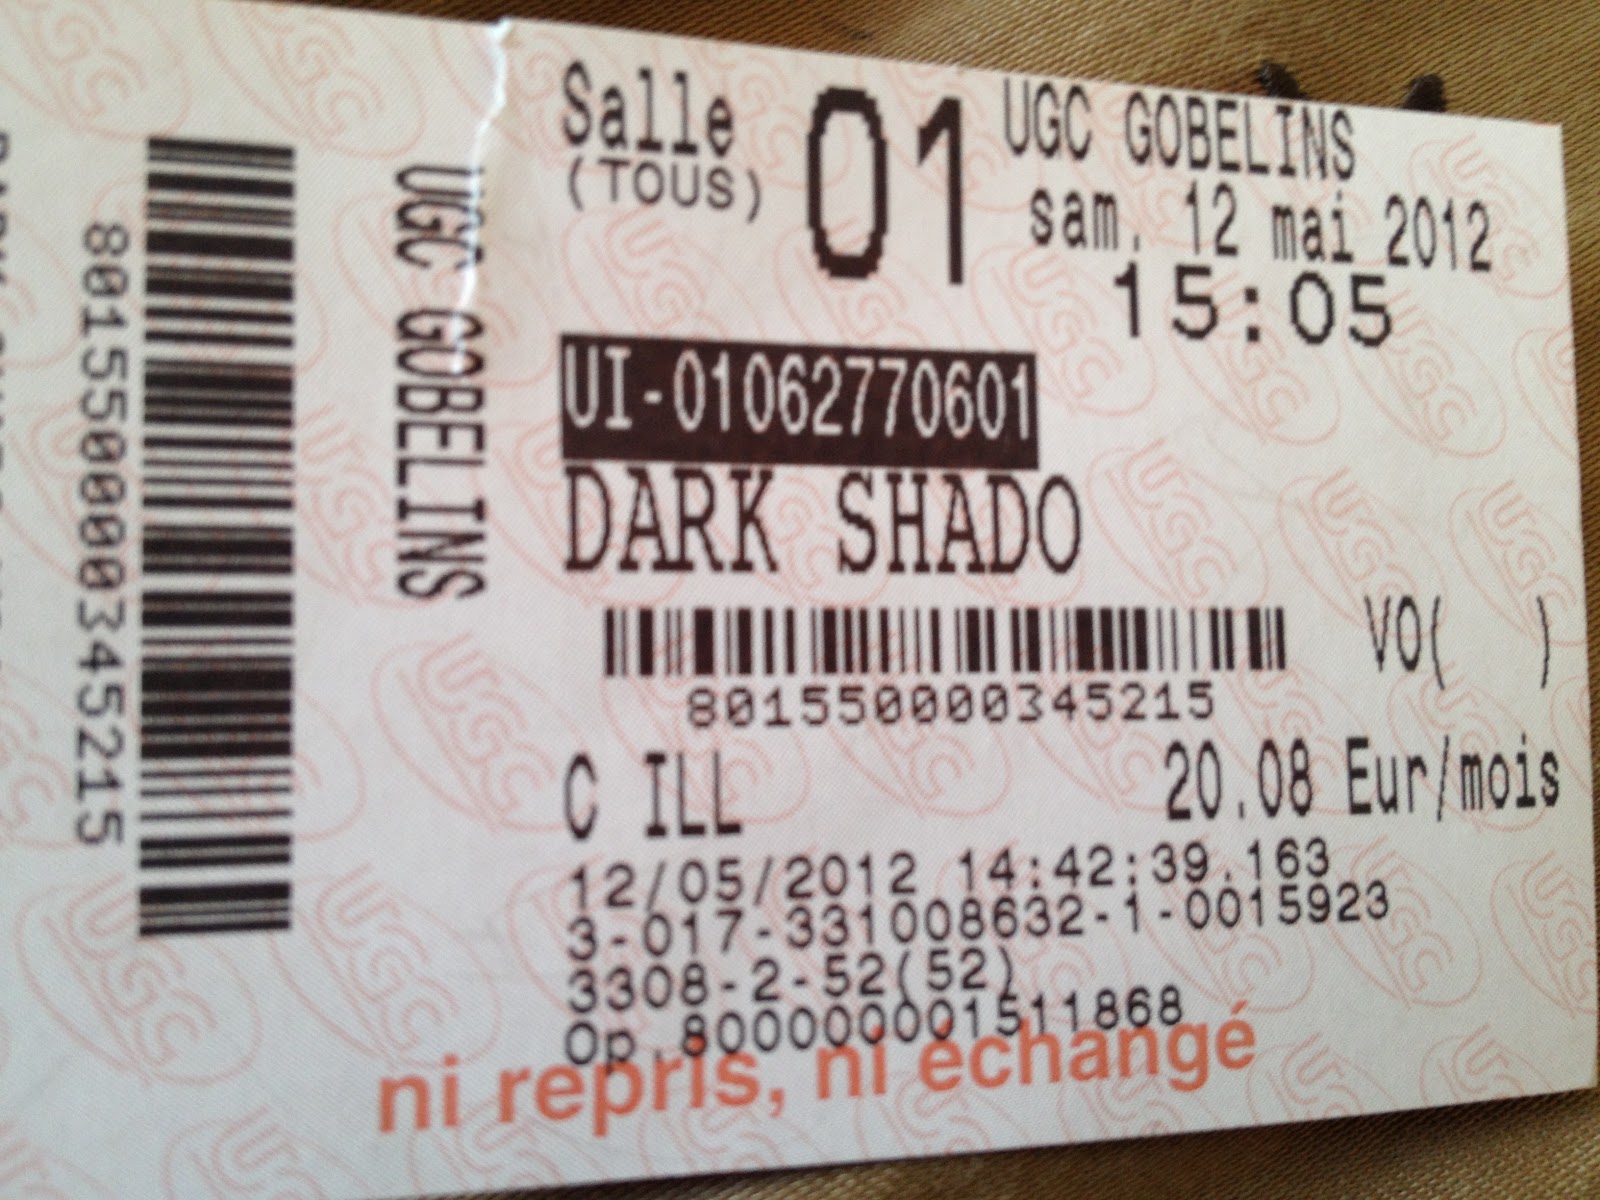 Salle 01 UGC GOBELINS
(TOUS) sam. 12 mai 2012
15:05
UI-01062770601
DARK SHADO
VO( )
801550000345215
C ILL 20.08 Eur/mois
12/05/2012 14:42:39.163
3-017-331008632-1-0015923
3308-2-52(52)
Op.800000001511868
ni repris, ni échangé
UGC GOBELINS
801550000345215